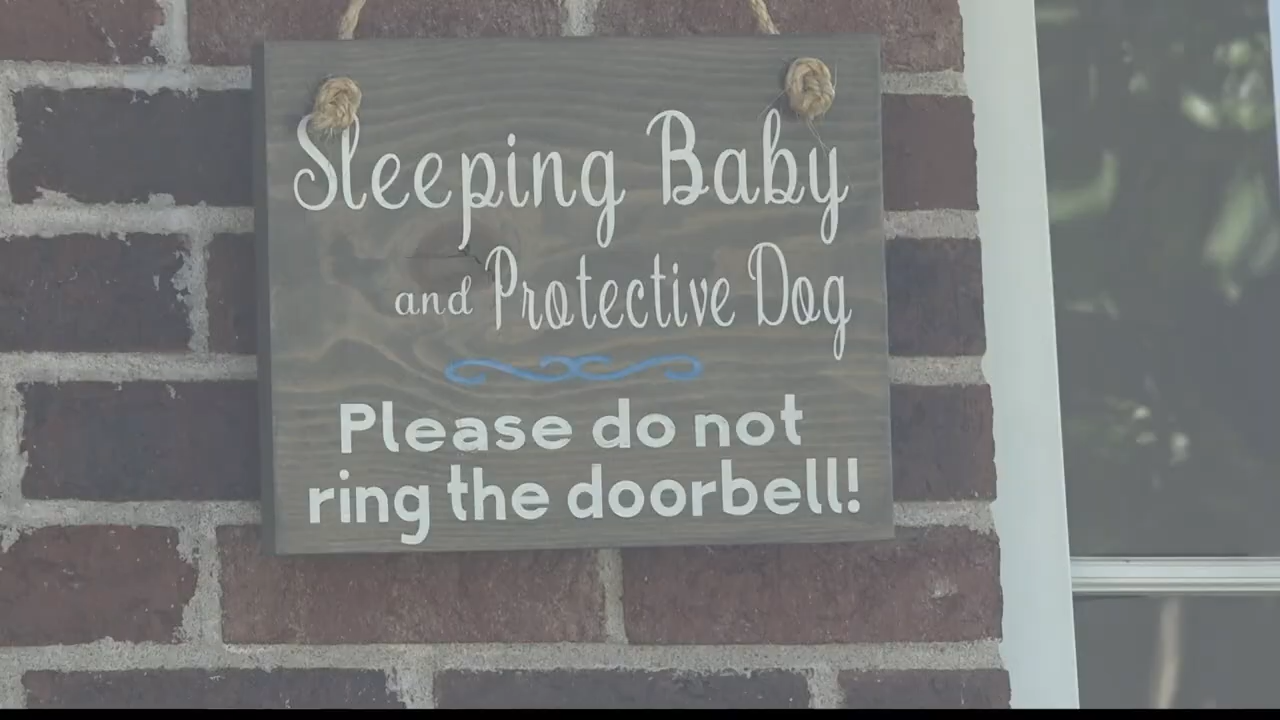 Sleeping Baby
and Protective Dog
Please do not
ring the doorbell!